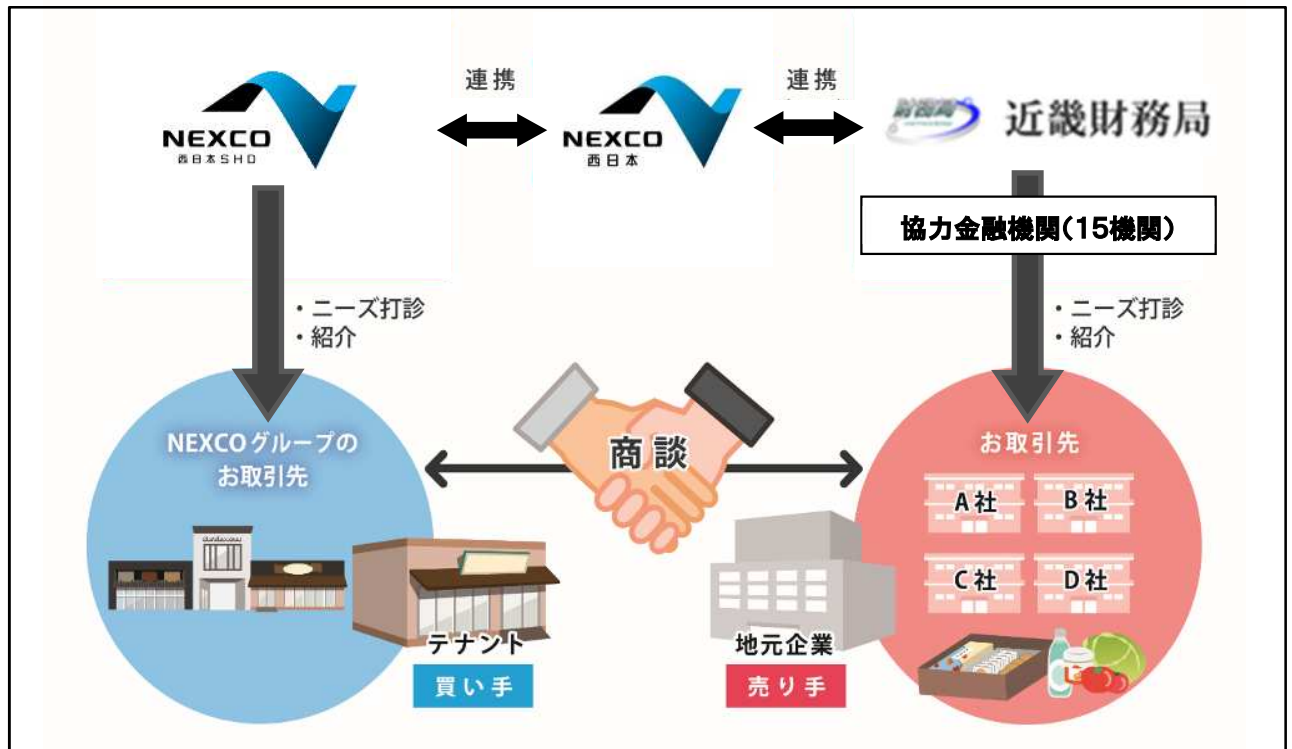 連携
連携
NEXCO
西日本SHD
NEXCO
西日本
財務局
近畿財務局
協力金融機関(15機関)
・ニーズ打診
・紹介
・ニーズ打診
・紹介
NEXCOグループの
お取引先
商談
お取引先
A社
B社
C社
D社
テナント
買い手
地元企業
売り手